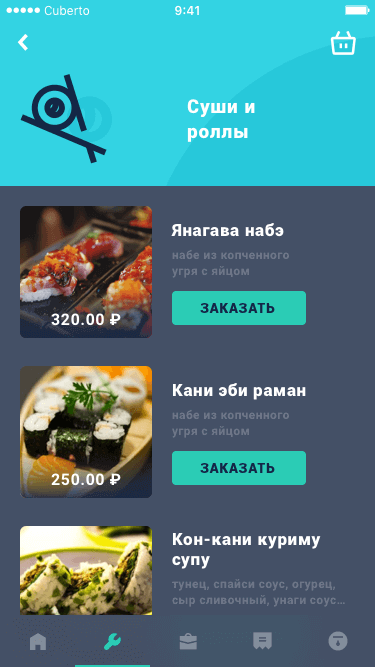 Cuberto
9:41
Суши и
роллы
Янагава набэ
набе из копченного
угря с яйцом
320.00 ₽
ЗАКАЗАТЬ
Кани эби раман
набе из копченного
угря с яйцом
250.00 ₽
ЗАКАЗАТЬ
Кон-кани куриму
супу
тунец, спайси соус, огурец,
сыр сливочный, унаги соус...